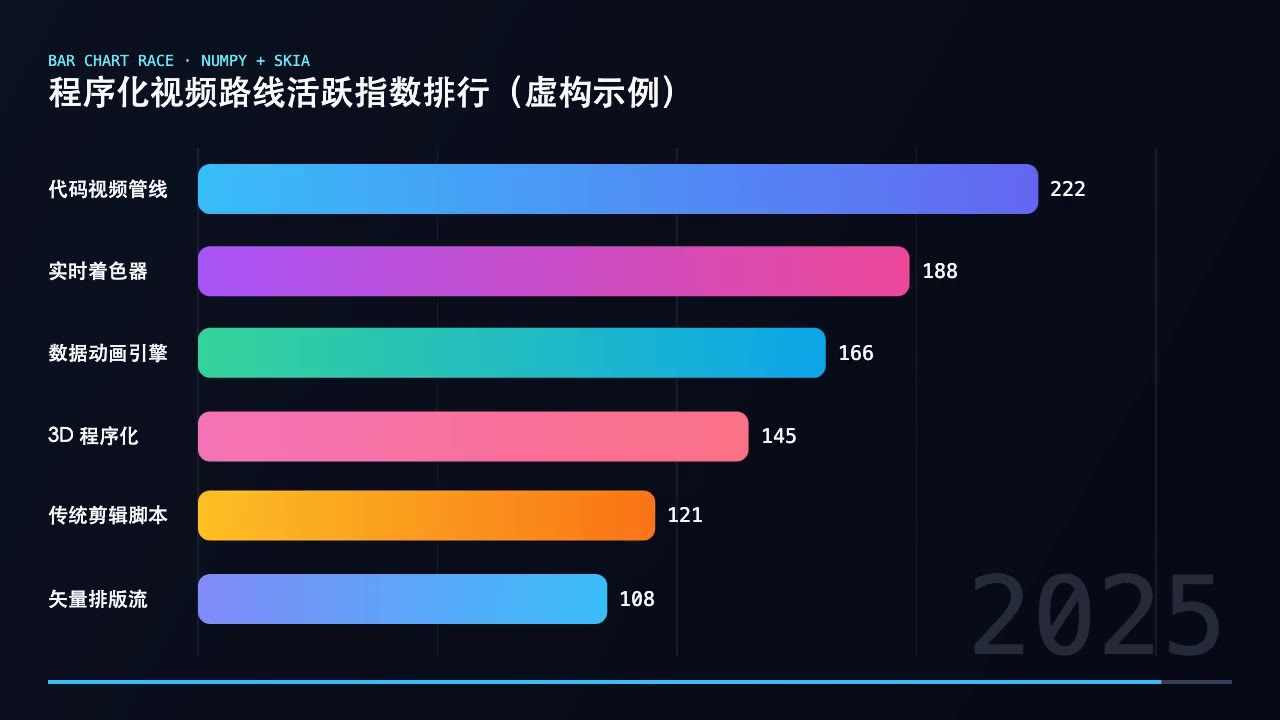 BAR CHART RACE · NUMPY + SKIA
程序化视频路线活跃指数排行（虚构示例）
代码视频管线 222
实时着色器 188
数据动画引擎 166
3D 程序化 145
传统剪辑脚本 121
矢量排版流 108
2025